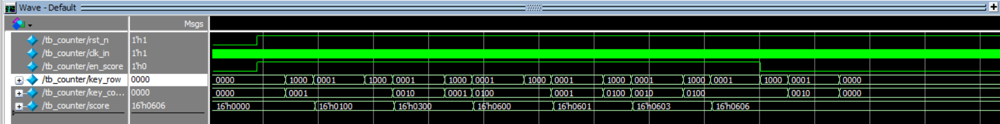 Wave - Default
Msgs
/tb_counter/rst_n 1'h1
/tb_counter/clk_in 1'h1
/tb_counter/en_score 1'h0
/tb_counter/key_row 0000 0000 1000 0001 1000 0001 1000 0001 1000 0001 1000 0001 1000 0001 1000 0001 0000
/tb_counter/key_co... 0000 0000 0001 0010 0001 0100 0001 0100 0010 0100 0010 0000
/tb_counter/score 16'h0606 16'h0000 16'h0100 16'h0300 16'h0600 16'h0601 16'h0603 16'h0606